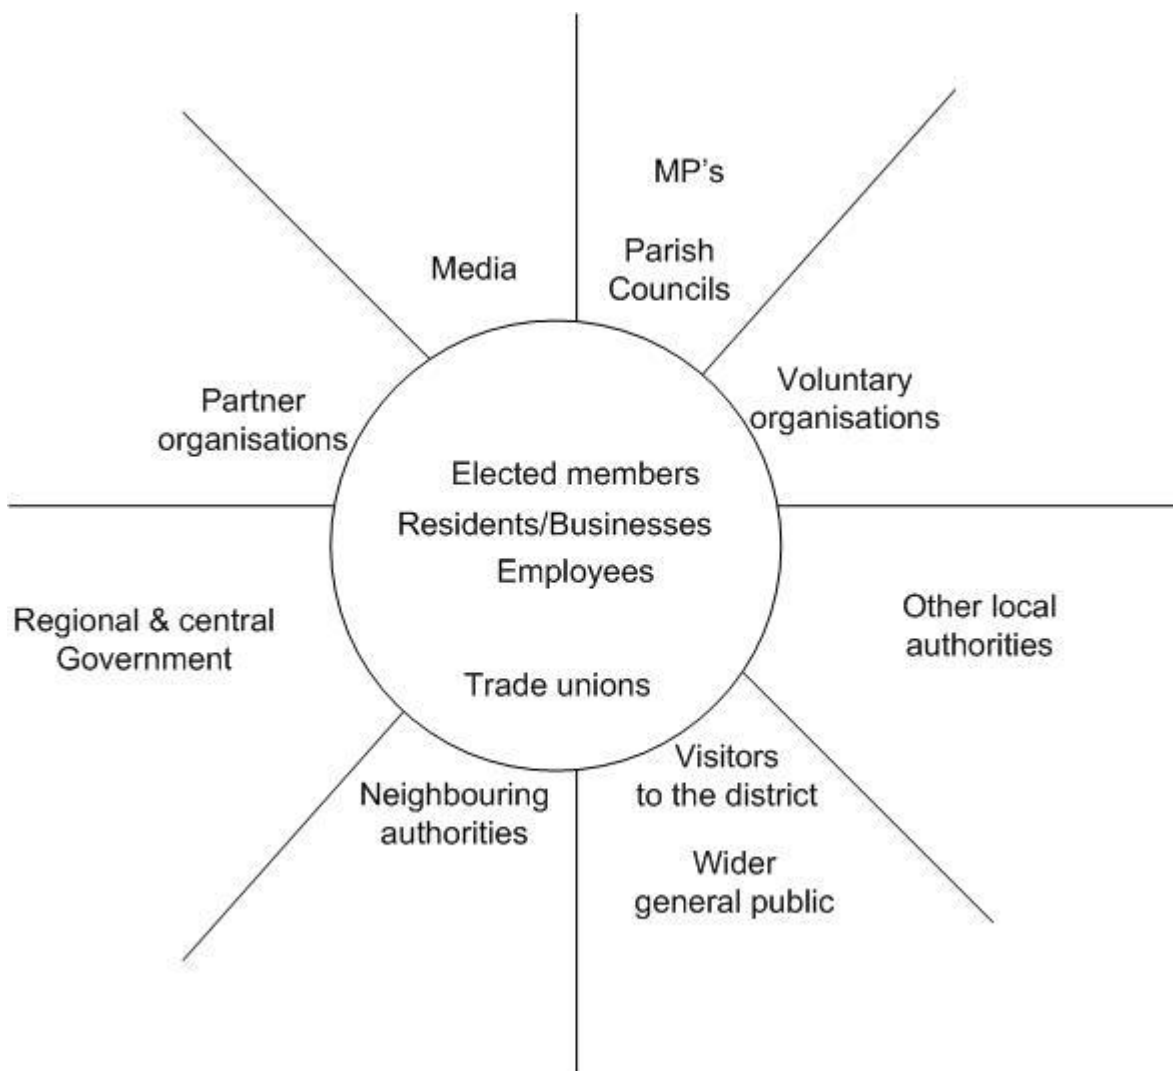 MP's
Parish
Councils
Media
Voluntary
organisations
Partner
organisations
Elected members
Residents/Businesses
Employees
Trade unions
Regional & central
Government
Other local
authorities
Visitors
to the district
Neighbouring
authorities
Wider
general public